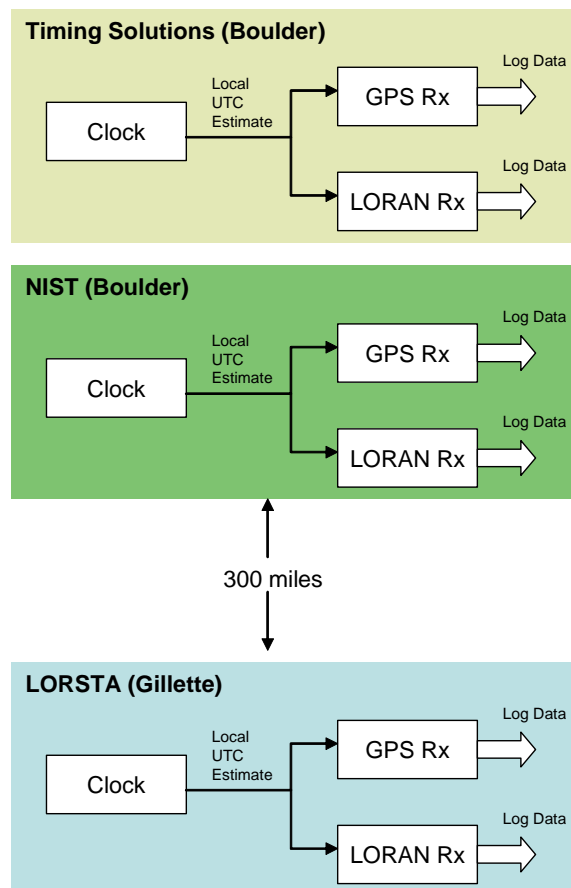 Timing Solutions (Boulder)
Log Data
Local
UTC
Estimate
GPS Rx
Clock
Log Data
LORAN Rx
NIST (Boulder)
Log Data
Local
UTC
Estimate
GPS Rx
Clock
Log Data
LORAN Rx
300 miles
LORSTA (Gillette)
Log Data
Local
UTC
Estimate
GPS Rx
Clock
Log Data
LORAN Rx